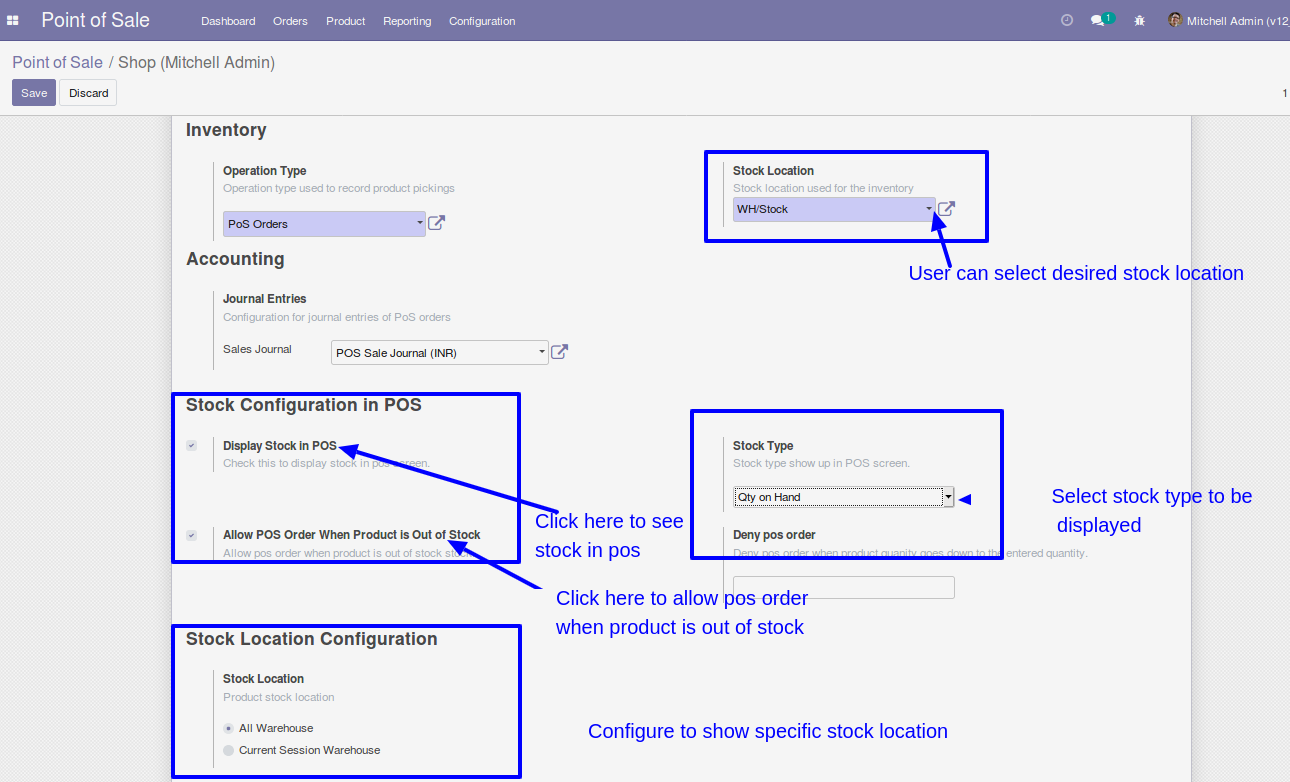 Point of Sale Dashboard Orders Product Reporting Configuration 1 Mitchell Admin (v12
Point of Sale / Shop (Mitchell Admin)
Save Discard 1
Inventory
Operation Type
Operation type used to record product pickings
PoS Orders
Stock Location
Stock location used for the inventory
WH/Stock
User can select desired stock location
Accounting
Journal Entries
Configuration for journal entries of PoS orders
Sales Journal POS Sale Journal (INR)
Stock Configuration in POS
Display Stock in POS
Check this to display stock in pos screen.
Stock Type
Stock type show up in POS screen.
Qty on Hand
Select stock type to be
displayed
Click here to see
stock in pos
Allow POS Order When Product is Out of Stock
Allow pos order when product is out of stock
Deny pos order
Deny pos order when product quanity goes down to the entered quantity.
Click here to allow pos order
when product is out of stock
Stock Location Configuration
Stock Location
Product stock location
All Warehouse
Current Session Warehouse
Configure to show specific stock location